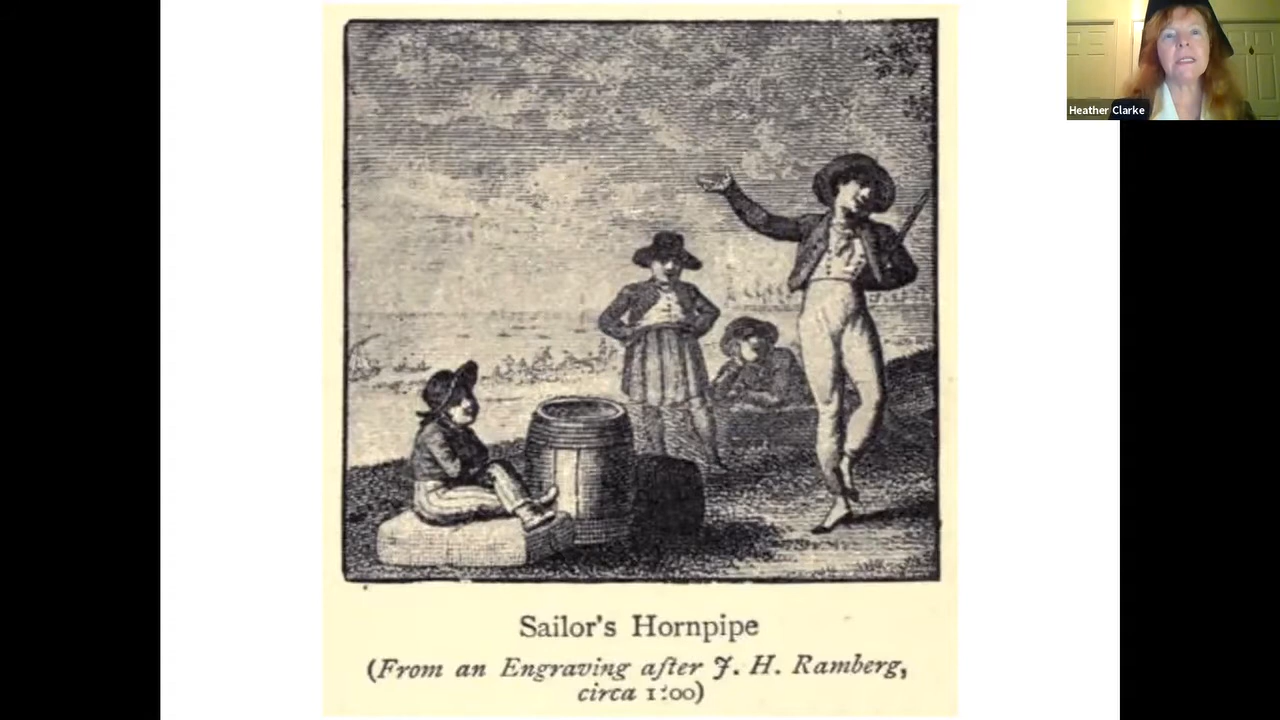 Heather Clarke
Sailor's Hornpipe
(From an Engraving after J. H. Ramberg,
circa